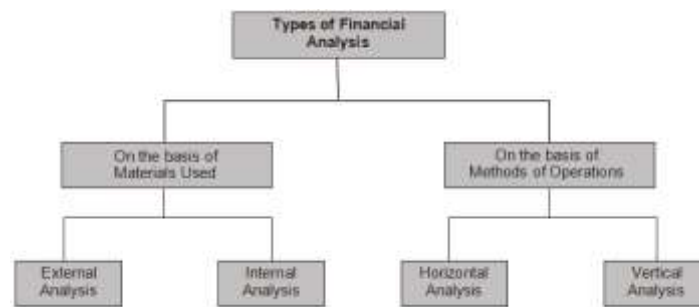 Types of Financial
Analysis
On the basis of
Materials Used
On the basis of
Methods of Operations
External
Analysis
Internal
Analysis
Horizontal
Analysis
Vertical
Analysis